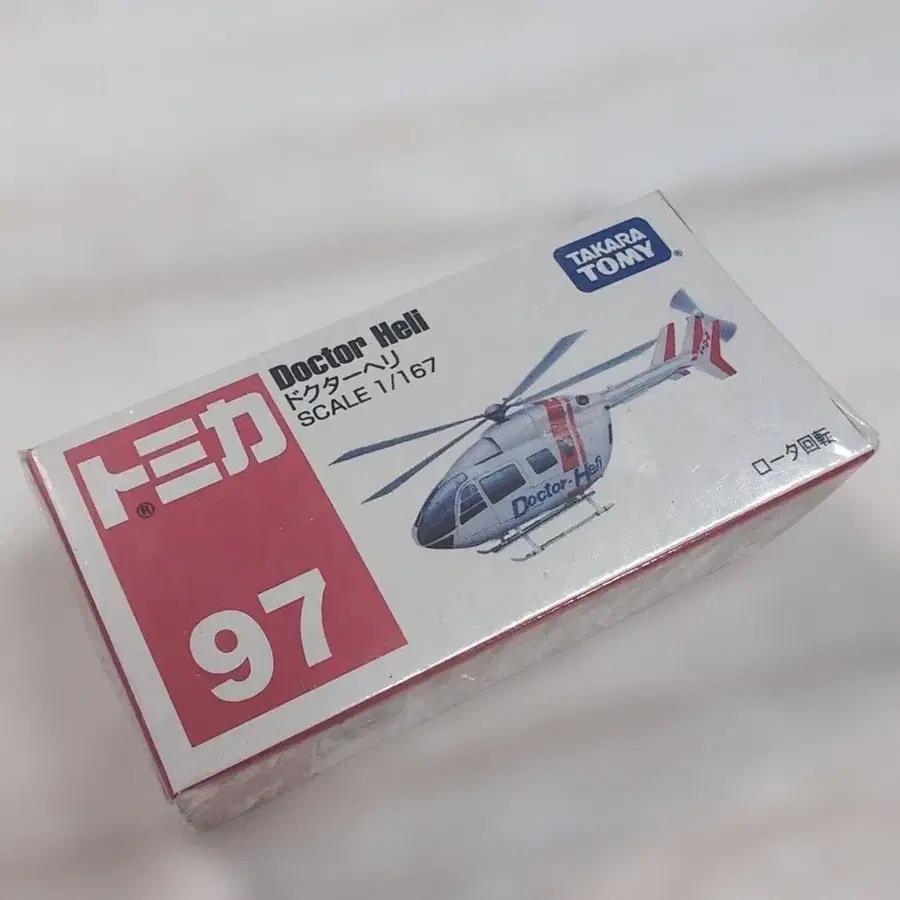 TAKARA
TOMY
®
Doctor Heli
ドクターヘリ
SCALE 1/167
トミカ
®
97
Doctor-Heli
ロータ回転